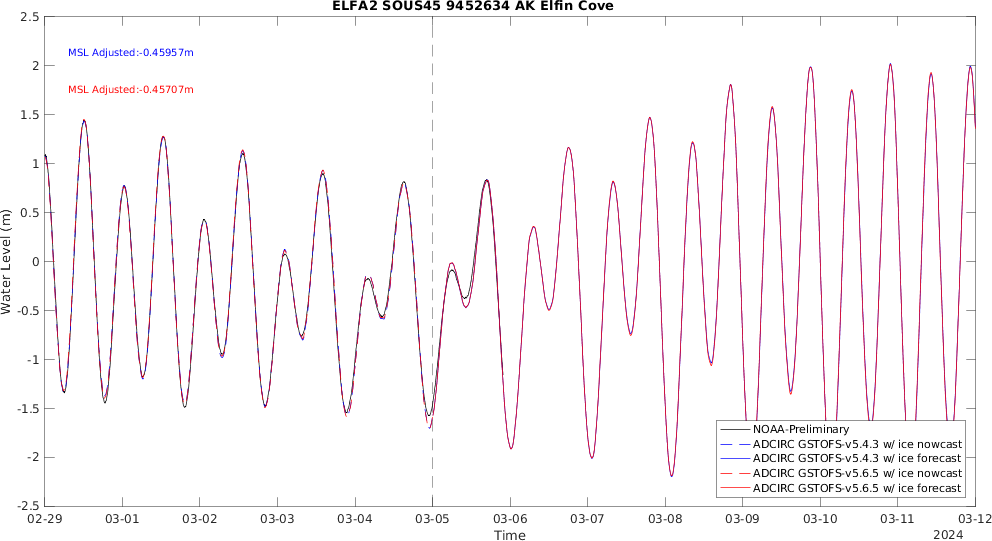 ELFA2 SOUS45 9452634 AK Elfin Cove
2.5
2
1.5
1
0.5
0
-0.5
-1
-1.5
-2
-2.5
Water Level (m)
MSL Adjusted:-0.45957m
MSL Adjusted:-0.45707m
NOAA-Preliminary
ADCIRC GSTOFS-v5.4.3 w/ ice nowcast
ADCIRC GSTOFS-v5.4.3 w/ ice forecast
ADCIRC GSTOFS-v5.6.5 w/ ice nowcast
ADCIRC GSTOFS-v5.6.5 w/ ice forecast
02-29 03-01 03-02 03-03 03-04 03-05 03-06 03-07 03-08 03-09 03-10 03-11 03-12
Time
2024